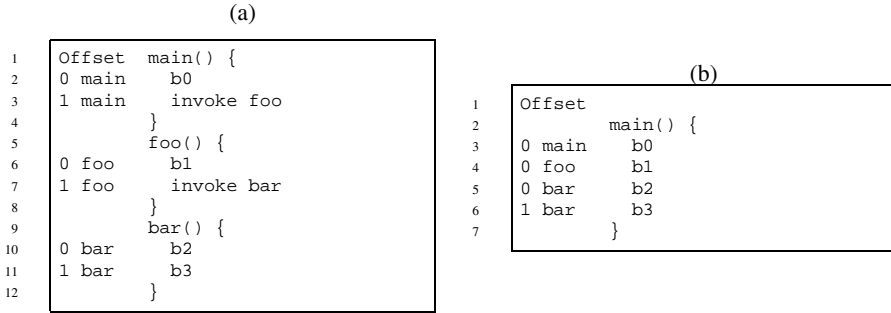 (a)
1 Offset main() {
2 0 main b0
3 1 main invoke foo
4 }
5 foo() {
6 0 foo b1
7 1 foo invoke bar
8 }
9 bar() {
10 0 bar b2
11 1 bar b3
12 }
(b)
1 Offset
2 main() {
3 0 main b0
4 0 foo b1
5 0 bar b2
6 1 bar b3
7 }